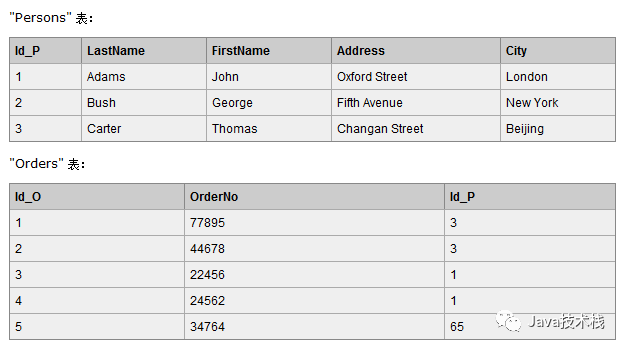 "Persons" 表:
Id_P LastName FirstName Address City
1 Adams John Oxford Street London
2 Bush George Fifth Avenue New York
3 Carter Thomas Changan Street Beijing
"Orders" 表:
Id_O OrderNo Id_P
1 77895 3
2 44678 3
3 22456 1
4 24562 1
5 34764 65
Java技术栈